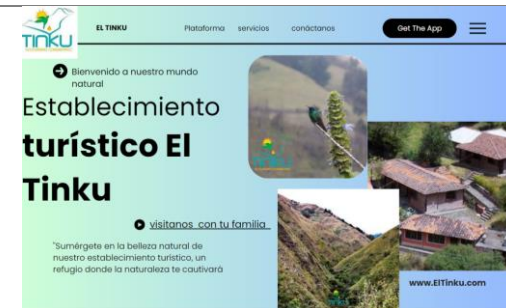 TINKU
EL TINKU
Plataforma servicios conáctanos
Get The App
Bienvenido a nuestro mundo
natural
Establecimiento
turístico El
Tinku
visitanos con tu familia
"Sumérgete en la belleza natural de
nuestro establecimiento turístico, un
refugio donde la naturaleza te cautivará
www.ElTinku.com